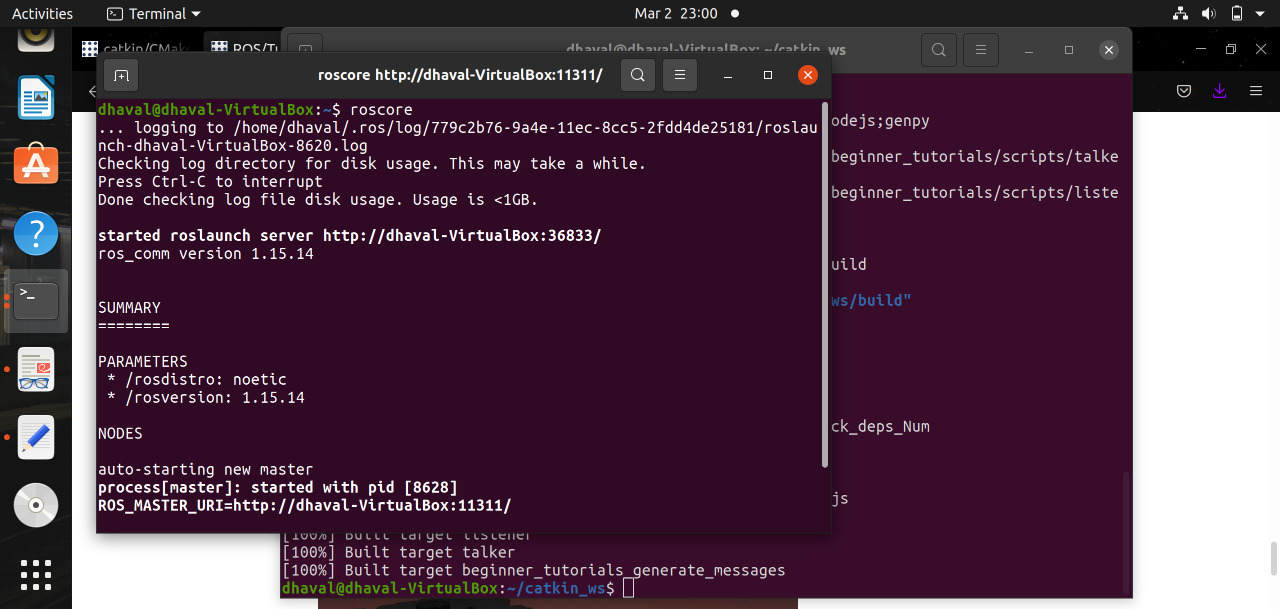 Activities
Terminal
Mar 2 23:00
catkin/CMak
ROS/Tu
dhaval@dhaval-VirtualBox: ~/catkin_ws
roscore http://dhaval-VirtualBox:11311/
dhaval@dhaval-VirtualBox:~$ roscore
... logging to /home/dhaval/.ros/log/779c2b76-9a4e-11ec-8cc5-2fdd4de25181/roslau
nch-dhaval-VirtualBox-8620.log
Checking log directory for disk usage. This may take a while.
Press Ctrl-C to interrupt
Done checking log file disk usage. Usage is <1GB.
started roslaunch server http://dhaval-VirtualBox:36833/
ros_comm version 1.15.14
SUMMARY
========
PARAMETERS
* /rosdistro: noetic
* /rosversion: 1.15.14
NODES
auto-starting new master
process[master]: started with pid [8628]
ROS_MASTER_URI=http://dhaval-VirtualBox:11311/
odejs;genpy
beginner_tutorials/scripts/talke
beginner_tutorials/scripts/liste
uild
ws/build"
ck_deps_Num
js
[100%] Built target listener
[100%] Built target talker
[100%] Built target beginner_tutorials_generate_messages
dhaval@dhaval-VirtualBox:~/catkin_ws$